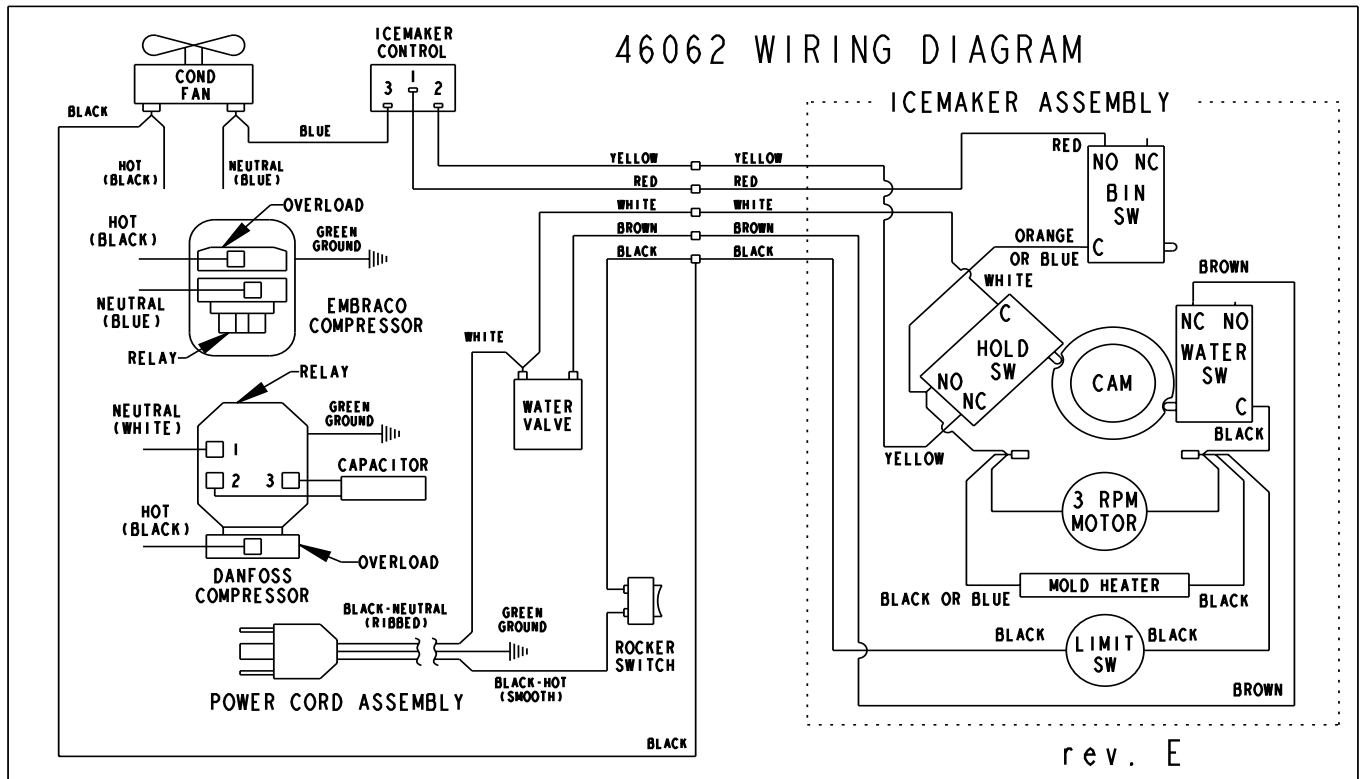 46062 WIRING DIAGRAM
ICEMAKER
CONTROL
3 1 2
COND
FAN
BLACK
BLUE
HOT
(BLACK)
NEUTRAL
(BLUE)
OVERLOAD
HOT
(BLACK)
GREEN
GROUND
NEUTRAL
(BLUE)
EMBRACO
COMPRESSOR
RELAY
RELAY
NEUTRAL
(WHITE)
GREEN
GROUND
1
2 3
CAPACITOR
HOT
(BLACK)
OVERLOAD
DANFOSS
COMPRESSOR
BLACK-NEUTRAL
(RIBBED)
GREEN
GROUND
BLACK-HOT
(SMOOTH)
POWER CORD ASSEMBLY
ROCKER
SWITCH
BLACK
WHITE
WATER
VALVE
YELLOW YELLOW
RED RED
WHITE WHITE
BROWN BROWN
BLACK BLACK
ICEMAKER ASSEMBLY
RED
NO NC
BIN
SW
C
ORANGE
OR BLUE
WHITE
C
HOLD
SW
NO
NC
YELLOW
CAM
BROWN
NC NO
WATER
SW
C
BLACK
3 RPM
MOTOR
MOLD HEATER
BLACK OR BLUE
BLACK
BLACK
LIMIT
SW
BLACK
BROWN
rev. E